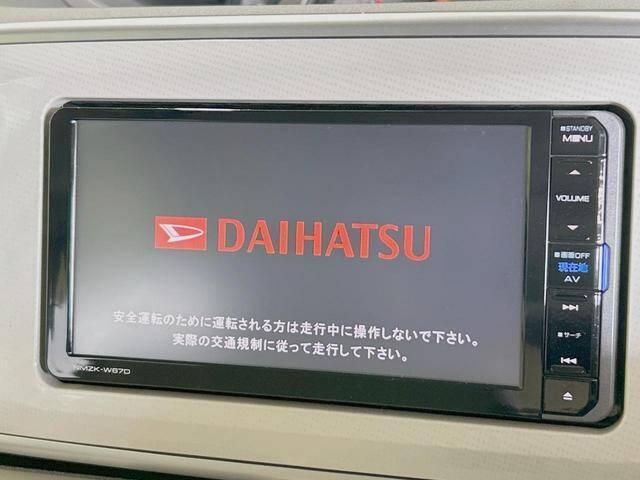 DAIHATSU
安全運転のために運転される方は走行中に操作しないで下さい。
実際の交通規制に従って走行して下さい。
NMZK-W67D
STANDBY
MENU
VOLUME
画面OFF
現在地
AV
サーチ